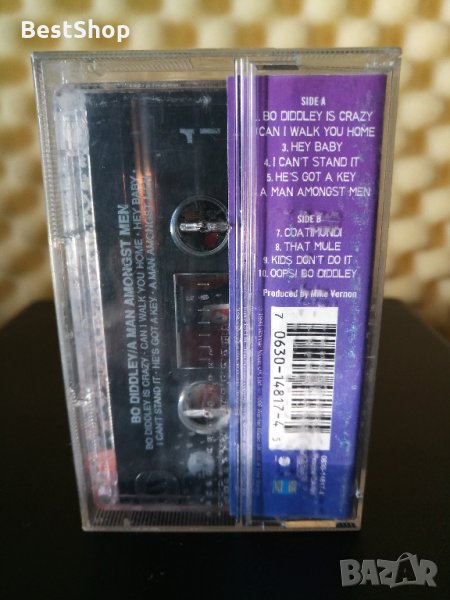 BestShop
SIDE A
BO DIDDLEY IS CRAZY
CAN I WALK YOU HOME
3. HEY BABY
4. I CAN'T STAND IT
5. HE'S GOT A KEY
A MAN AMONGST MEN
SIDE B
7. COATIMUNDI
8. THAT MULE
9. KIDS DON'T DO IT
10. OOPS! BO DIDDLEY
Produced by Mike Vernon
7 0630-14817-4 5
BO DIDDLEY/A MAN AMONGST MEN
BO DIDDLEY IS CRAZY · CAN I WALK YOU HOME · HEY BABY ·
I CAN'T STAND IT · HE'S GOT A KEY · A MAN AMONGST MEN
BAZAR